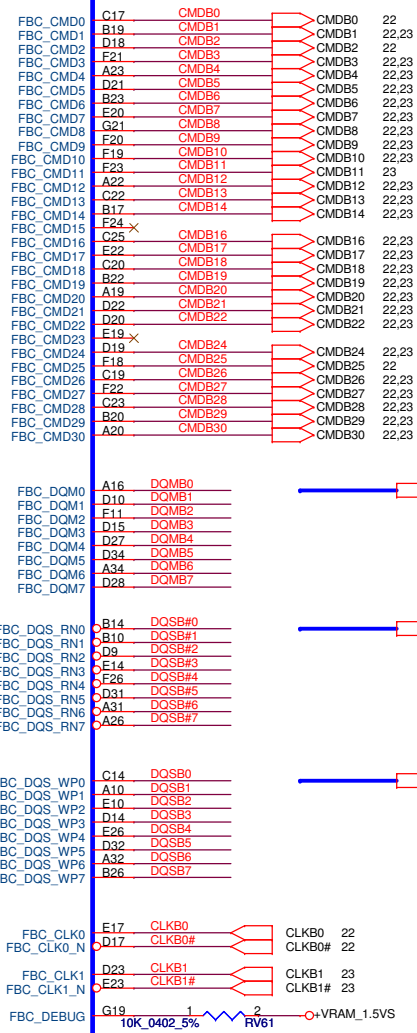 FBC_CMD0 C17 CMDB0 CMDB0 22
FBC_CMD1 B19 CMDB1 CMDB1 22,23
FBC_CMD2 D18 CMDB2 CMDB2 22
FBC_CMD3 F21 CMDB3 CMDB3 22,23
FBC_CMD4 A23 CMDB4 CMDB4 22,23
FBC_CMD5 D21 CMDB5 CMDB5 22,23
FBC_CMD6 B23 CMDB6 CMDB6 22,23
FBC_CMD7 E20 CMDB7 CMDB7 22,23
FBC_CMD8 G21 CMDB8 CMDB8 22,23
FBC_CMD9 F20 CMDB9 CMDB9 22,23
FBC_CMD10 F19 CMDB10 CMDB10 22,23
FBC_CMD11 F23 CMDB11 CMDB11 23
FBC_CMD12 A22 CMDB12 CMDB12 22,23
FBC_CMD13 C22 CMDB13 CMDB13 22,23
FBC_CMD14 B17 CMDB14 CMDB14 22,23
FBC_CMD15 F24
FBC_CMD16 C25 CMDB16 CMDB16 22,23
FBC_CMD17 E22 CMDB17 CMDB17 22,23
FBC_CMD18 C20 CMDB18 CMDB18 22,23
FBC_CMD19 B22 CMDB19 CMDB19 22,23
FBC_CMD20 A19 CMDB20 CMDB20 22,23
FBC_CMD21 D22 CMDB21 CMDB21 22,23
FBC_CMD22 D20 CMDB22 CMDB22 22,23
FBC_CMD23 E19
FBC_CMD24 D19 CMDB24 CMDB24 22,23
FBC_CMD25 F18 CMDB25 CMDB25 22
FBC_CMD26 C19 CMDB26 CMDB26 22,23
FBC_CMD27 F22 CMDB27 CMDB27 22,23
FBC_CMD28 C23 CMDB28 CMDB28 22,23
FBC_CMD29 B20 CMDB29 CMDB29 22,23
FBC_CMD30 A20 CMDB30 CMDB30 22,23
FBC_DQM0 A16 DQMB0
FBC_DQM1 D10 DQMB1
FBC_DQM2 F11 DQMB2
FBC_DQM3 D15 DQMB3
FBC_DQM4 D27 DQMB4
FBC_DQM5 D34 DQMB5
FBC_DQM6 A34 DQMB6
FBC_DQM7 D28 DQMB7
FBC_DQS_RN0 B14 DQSB#0
FBC_DQS_RN1 B10 DQSB#1
FBC_DQS_RN2 D9 DQSB#2
FBC_DQS_RN3 E14 DQSB#3
FBC_DQS_RN4 F26 DQSB#4
FBC_DQS_RN5 D31 DQSB#5
FBC_DQS_RN6 A31 DQSB#6
FBC_DQS_RN7 A26 DQSB#7
BC_DQS_WP0 C14 DQSB0
BC_DQS_WP1 A10 DQSB1
BC_DQS_WP2 E10 DQSB2
BC_DQS_WP3 D14 DQSB3
BC_DQS_WP4 E26 DQSB4
BC_DQS_WP5 D32 DQSB5
BC_DQS_WP6 A32 DQSB6
BC_DQS_WP7 B26 DQSB7
FBC_CLK0 E17 CLKB0 CLKB0 22
FBC_CLK0_N D17 CLKB0# CLKB0# 22
FBC_CLK1 D23 CLKB1 CLKB1 23
FBC_CLK1_N E23 CLKB1# CLKB1# 23
FBC_DEBUG G19 1 2 +VRAM_1.5VS
10K_0402_5% RV61